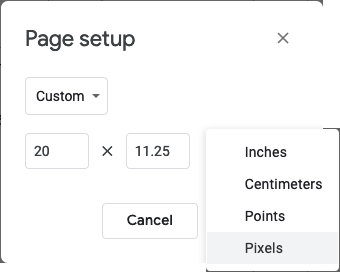 Page setup
Custom
20 × 11.25
Inches
Centimeters
Points
Pixels
Cancel